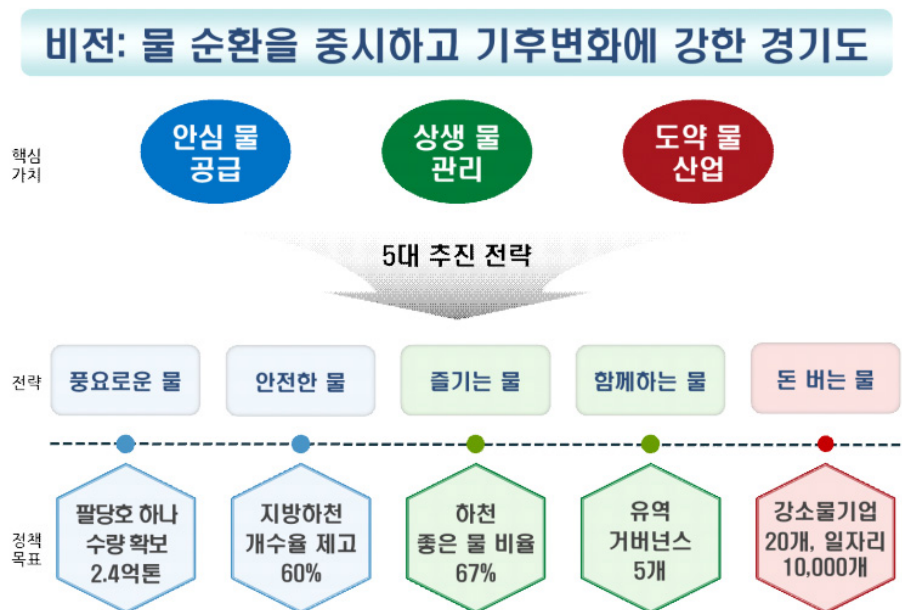 비전: 물 순환을 중시하고 기후변화에 강한 경기도
핵심
가치
안심 물
공급
상생 물
관리
도약 물
산업
5대 추진 전략
전략
풍요로운 물
안전한 물
즐기는 물
함께하는 물
돈 버는 물
정책
목표
팔당호 하나
수량 확보
2.4억톤
지방하천
개수율 제고
60%
하천
좋은 물 비율
67%
유역
거버넌스
5개
강소물기업
20개, 일자리
10,000개